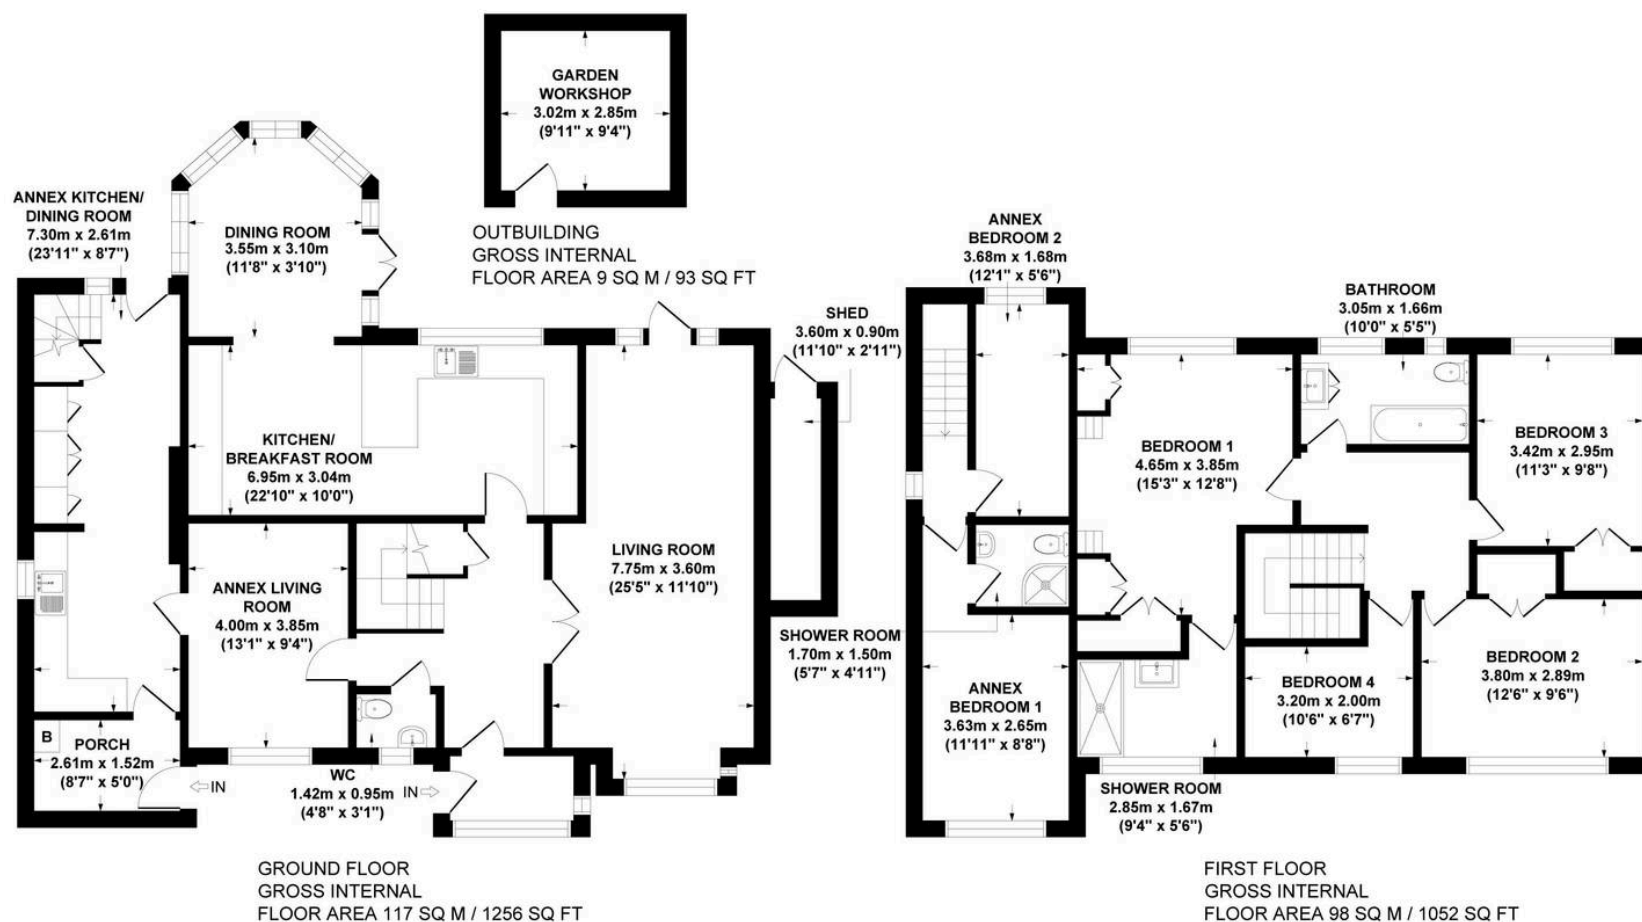 GARDEN
WORKSHOP
3.02m x 2.85m
(9'11" x 9'4")
OUTBUILDING
GROSS INTERNAL
FLOOR AREA 9 SQ M / 93 SQ FT
ANNEX KITCHEN/
DINING ROOM
7.30m x 2.61m
(23'11" x 8'7")
DINING ROOM
3.55m x 3.10m
(11'8" x 3'10")
KITCHEN/
BREAKFAST ROOM
6.95m x 3.04m
(22'10" x 10'0")
SHED
3.60m x 0.90m
(11'10" x 2'11")
LIVING ROOM
7.75m x 3.60m
(25'5" x 11'10")
ANNEX LIVING
ROOM
4.00m x 3.85m
(13'1" x 9'4")
B
PORCH
2.61m x 1.52m
(8'7" x 5'0")
IN
WC
1.42m x 0.95m
(4'8" x 3'1")
IN
GROUND FLOOR
GROSS INTERNAL
FLOOR AREA 117 SQ M / 1256 SQ FT
ANNEX
BEDROOM 2
3.68m x 1.68m
(12'1" x 5'6")
BATHROOM
3.05m x 1.66m
(10'0" x 5'5")
BEDROOM 1
4.65m x 3.85m
(15'3" x 12'8")
BEDROOM 3
3.42m x 2.95m
(11'3" x 9'8")
SHOWER ROOM
1.70m x 1.50m
(5'7" x 4'11")
ANNEX
BEDROOM 1
3.63m x 2.65m
(11'11" x 8'8")
BEDROOM 4
3.20m x 2.00m
(10'6" x 6'7")
BEDROOM 2
3.80m x 2.89m
(12'6" x 9'6")
SHOWER ROOM
2.85m x 1.67m
(9'4" x 5'6")
FIRST FLOOR
GROSS INTERNAL
FLOOR AREA 98 SQ M / 1052 SQ FT